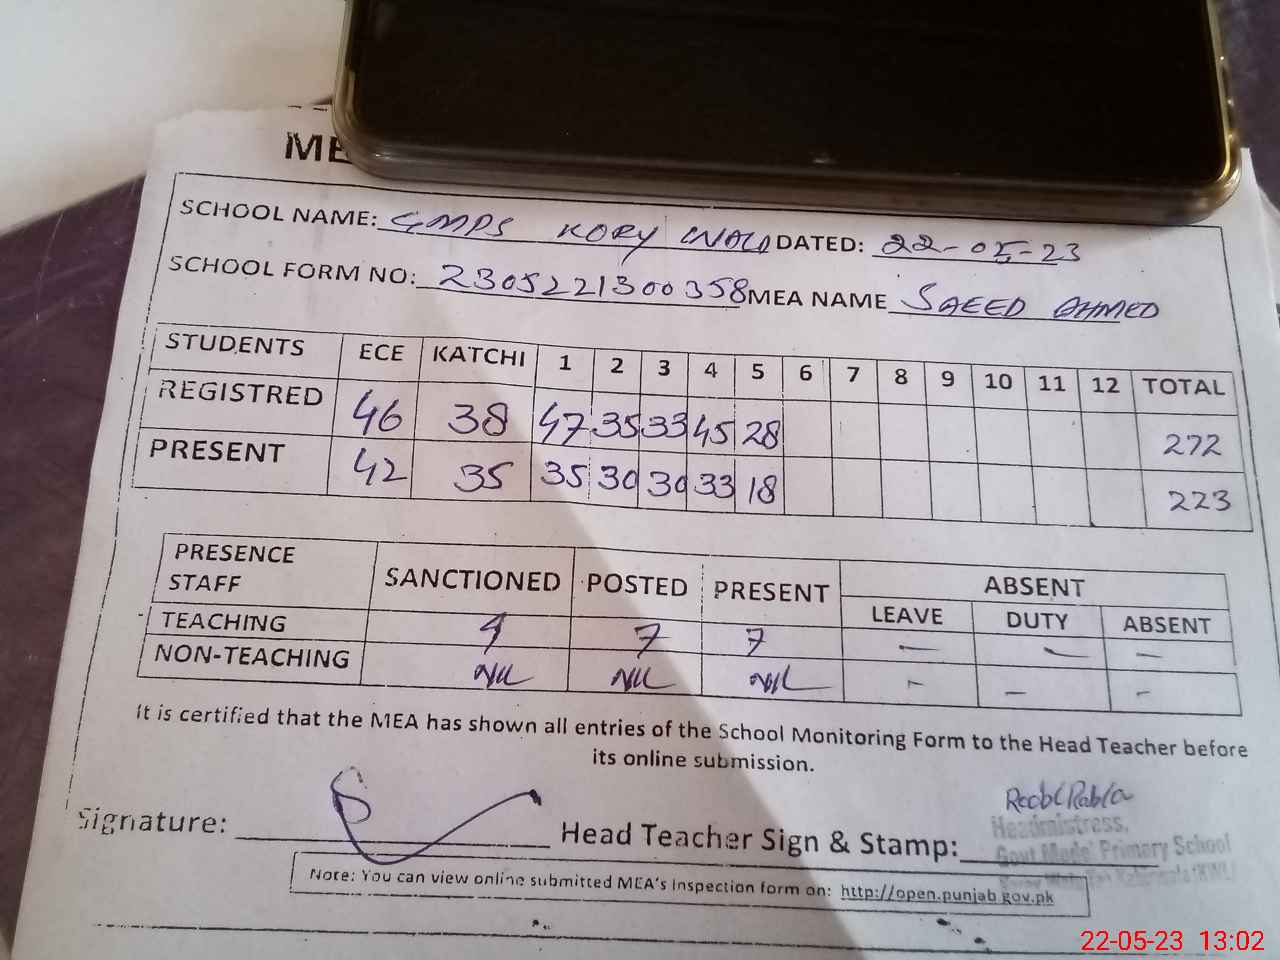 ME
SCHOOL NAME: GMPS KORY WALA DATED: 22-05-23
SCHOOL FORM NO: 2305221300358 MEA NAME SAEED AHMED
STUDENTS ECE KATCHI 1 2 3 4 5 6 7 8 9 10 11 12 TOTAL
REGISTRED 46 38 47 35 33 45 28 272
PRESENT 42 35 35 30 30 33 18 223
PRESENCE STAFF SANCTIONED POSTED PRESENT ABSENT
LEAVE DUTY ABSENT
TEACHING 7 7 — — —
NON-TEACHING NIL NIL NIL - - -
It is certified that the MEA has shown all entries of the School Monitoring Form to the Head Teacher before
its online submission.
Signature: Head Teacher Sign & Stamp:
Headmistress,
Govt Model Primary School
Note: You can view online submitted MEA's inspection form on: http://open.punjab.gov.pk
22-05-23 13:02